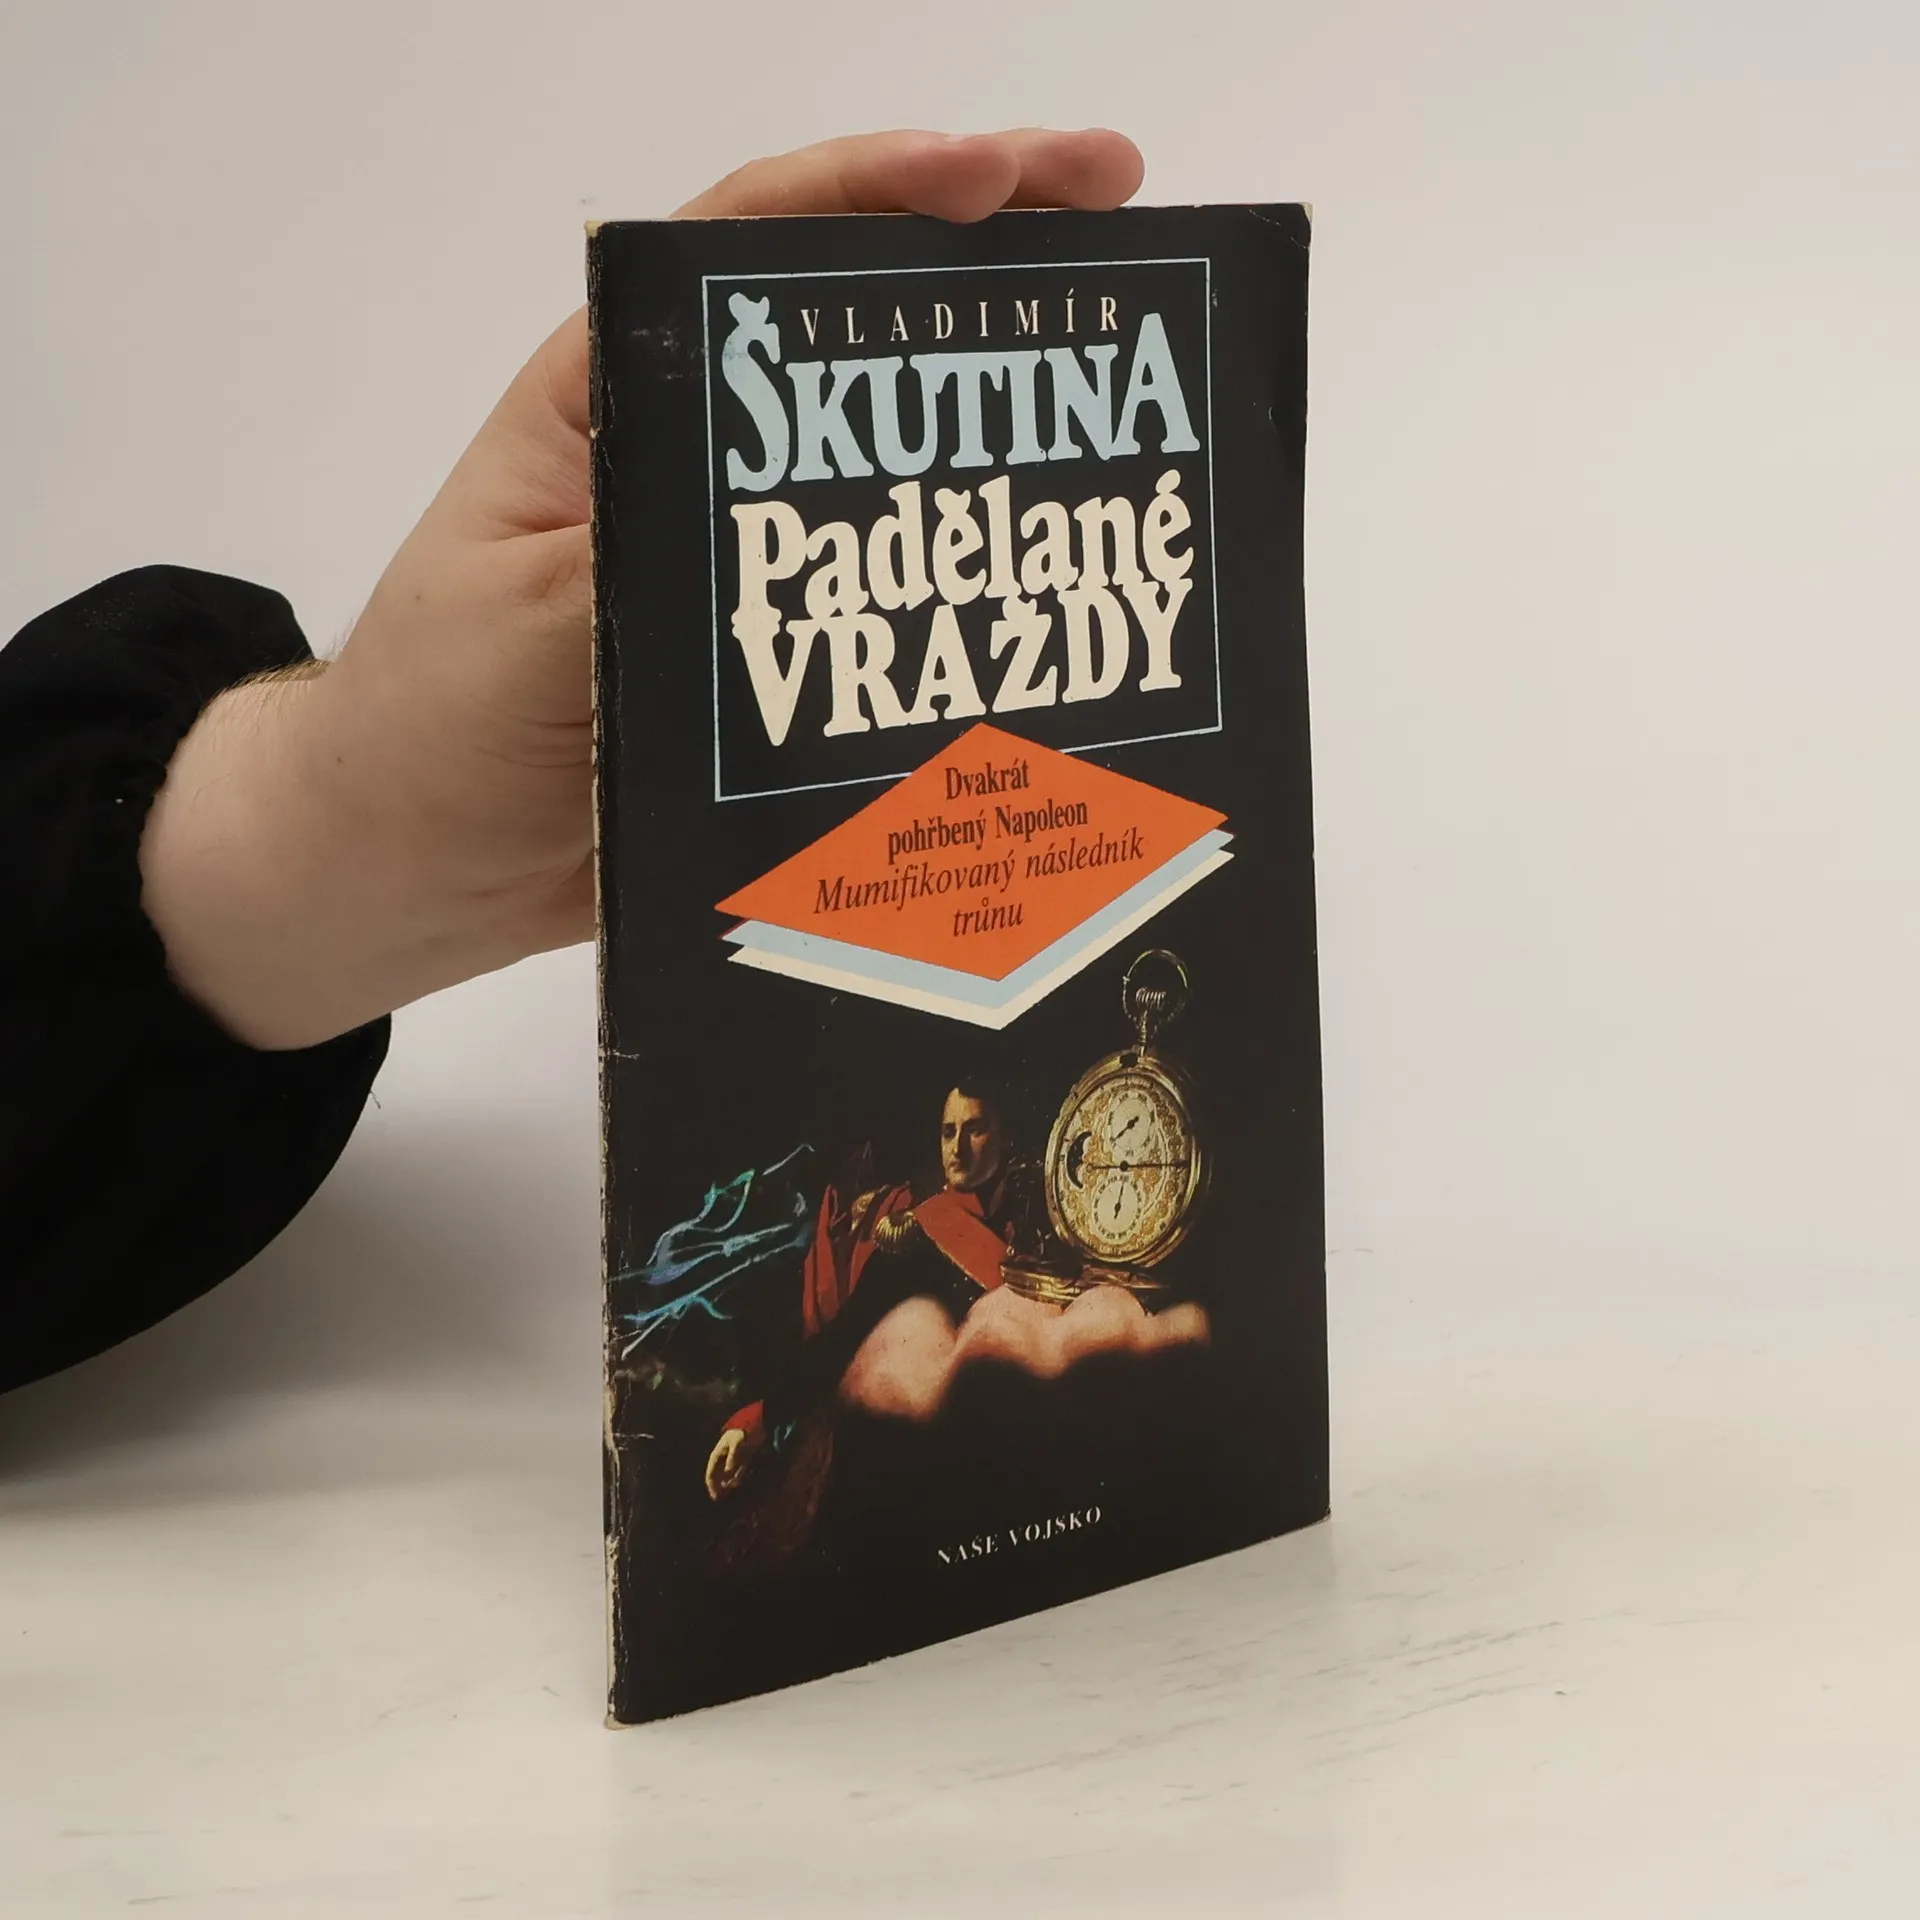 VLADIMÍR
ŠKUTINA
Padělané
VRAŽDY
Dvakrát
pohřbený Napoleon
Mumifikovaný následník
trůnu
NAŠE VOJSKO